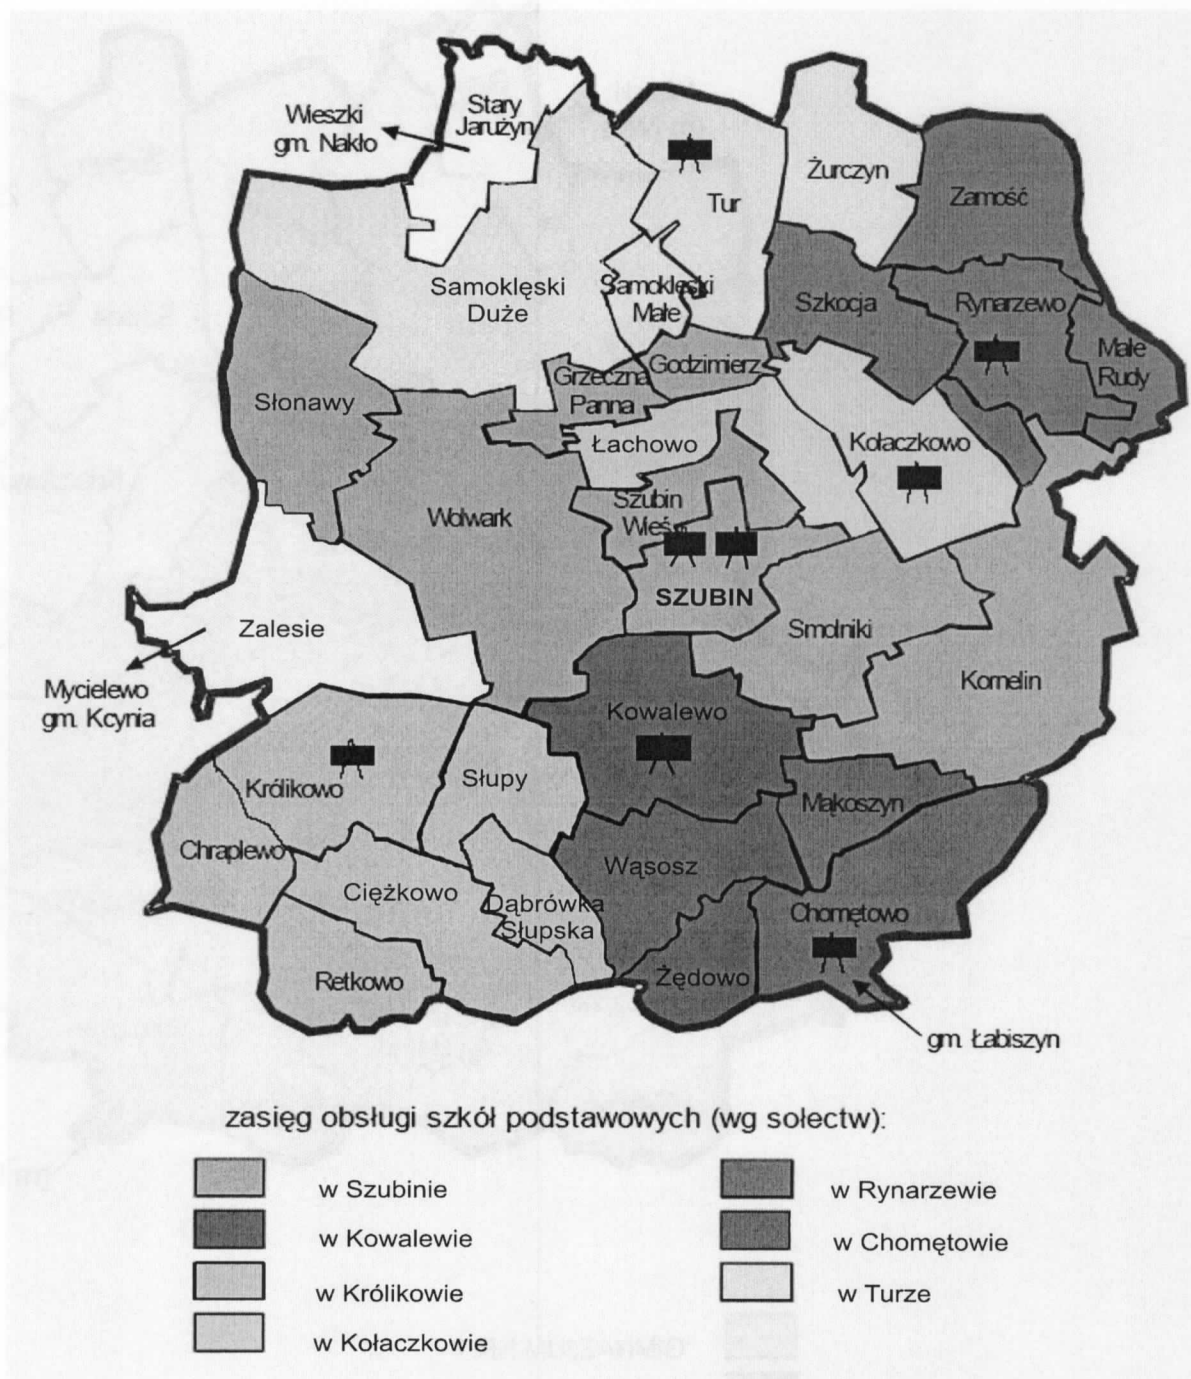 Wieszki
gm. Nakło
Stary
Jarużyn
Tur
Żurczyn
Zamość
Samoklęski
Duże
Samoklęski
Małe
Szkocja
Rynarzewo
Małe
Rudy
Słonawy
Grzeczna
Panna
Godzimierz
Łachowo
Kołaczkowo
Wolwark
Szubin
Wieś
SZUBIN
Smolniki
Zalesie
Kornelin
Mycielewo
gm. Kcynia
Kowalewo
Królikowo
Słupy
Mąkoszyn
Chraplewo
Wąsosz
Ciężkowo
Dąbrówka
Słupska
Chomętowo
Retkowo
Żędowo
gm. Łabiszyn
zasięg obsługi szkół podstawowych (wg sołectw):
w Szubinie
w Kowalewie
w Królikowie
w Kołaczkowie
w Rynarzewie
w Chomętowie
w Turze